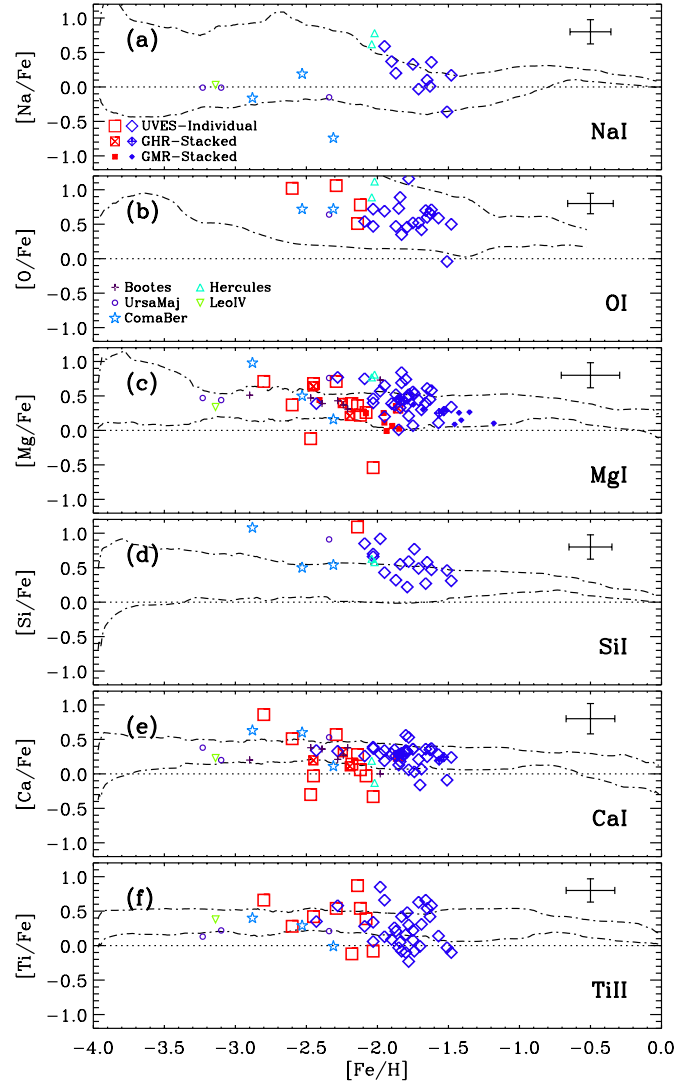 (a)
[Na/Fe]
1.0
0.5
0.0
−0.5
−1.0
UVES−Individual
GHR−Stacked
GMR−Stacked
NaI
(b)
[O/Fe]
1.0
0.5
0.0
−0.5
−1.0
Bootes
Hercules
UrsaMaj
LeoIV
ComaBer
OI
(c)
[Mg/Fe]
1.0
0.5
0.0
−0.5
−1.0
MgI
(d)
[Si/Fe]
1.0
0.5
0.0
−0.5
−1.0
SiI
(e)
[Ca/Fe]
1.0
0.5
0.0
−0.5
−1.0
CaI
(f)
[Ti/Fe]
1.0
0.5
0.0
−0.5
−1.0
TiII
−4.0 −3.5 −3.0 −2.5 −2.0 −1.5 −1.0 −0.5 0.0
[Fe/H]